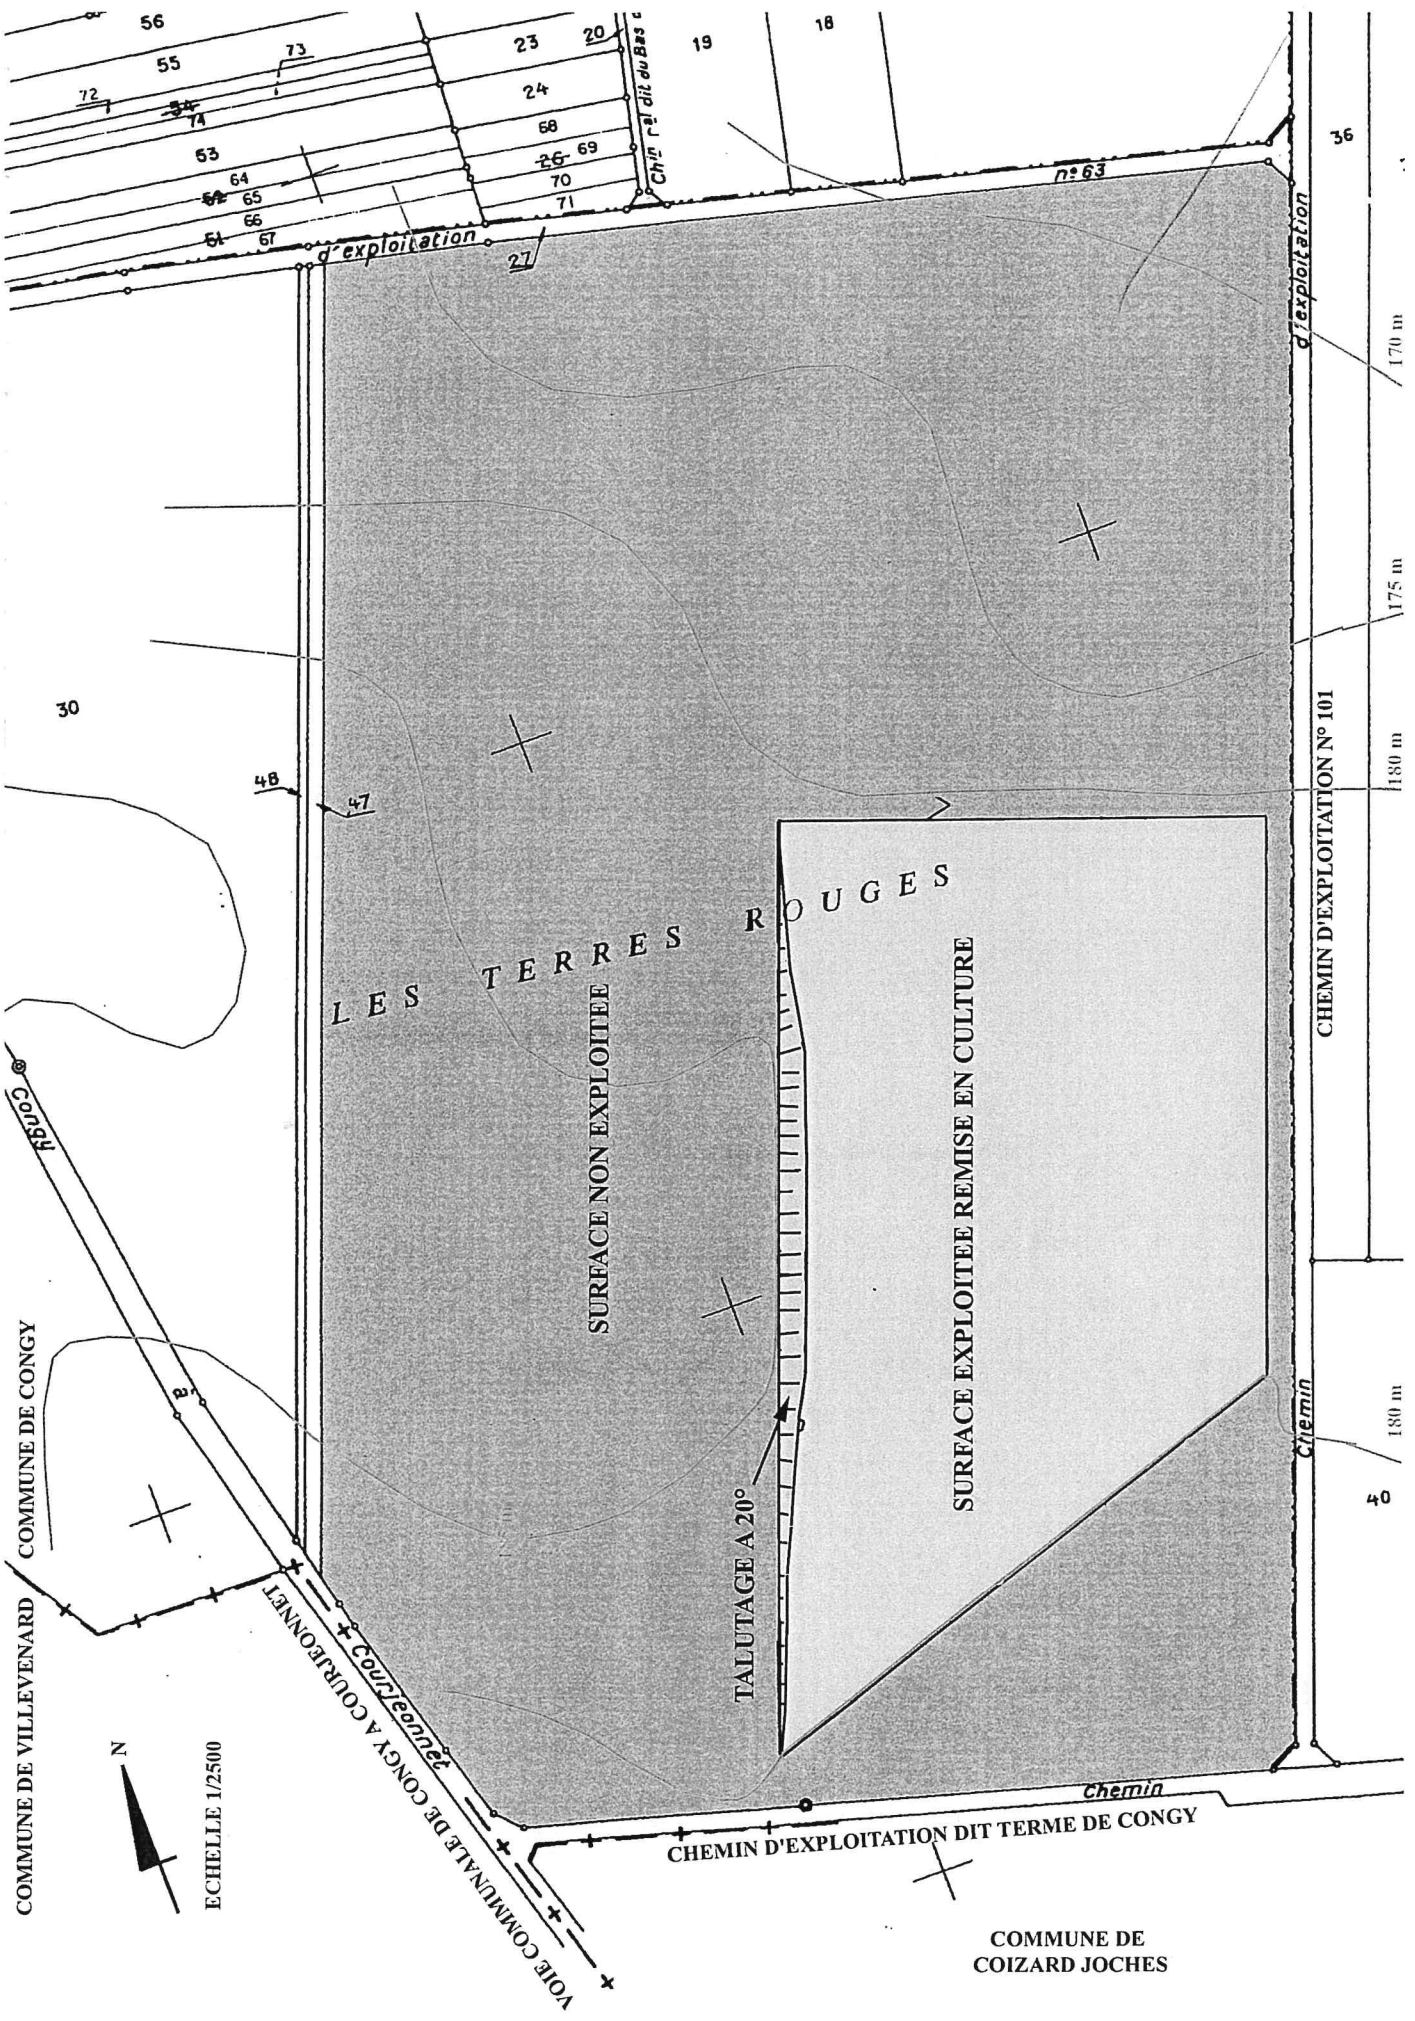 56
55
72
73
54
74
53
64
52
65
66
51
67
d'exploitation
23
20
24
68
26
69
70
71
27
19
18
n° 63
36
d'exploitation
170 m
175 m
180 m
CHEMIN D'EXPLOITATION N° 101
30
48
47
LES TERRES ROUGES
SURFACE NON EXPLOITEE
SURFACE EXPLOITEE REMISE EN CULTURE
TALUTAGE A 20°
Congy
à
Courjeonnet
VOIE COMMUNALE DE CONGY A COURJEONNET
COMMUNE DE VILLEVENARD
COMMUNE DE CONGY
N
ECHELLE 1/2500
Chemin
180 m
40
Chemin
CHEMIN D'EXPLOITATION DIT TERME DE CONGY
COMMUNE DE
COIZARD JOCHES